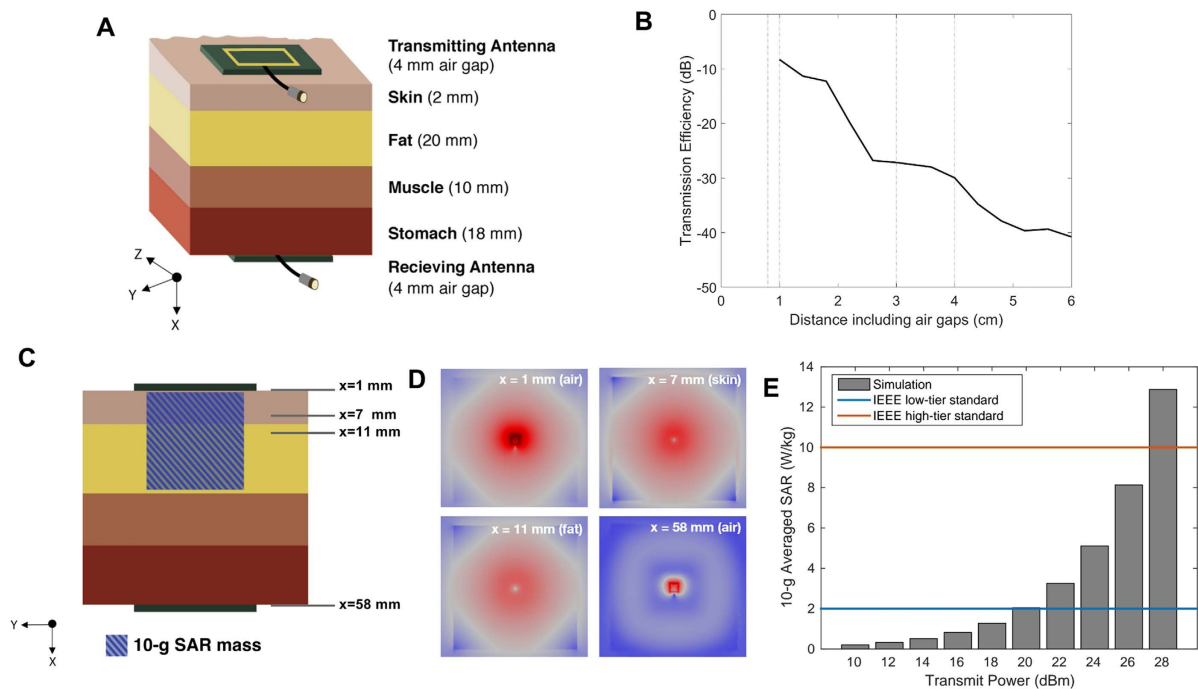 A
Transmitting Antenna
(4 mm air gap)
Skin (2 mm)
Fat (20 mm)
Muscle (10 mm)
Stomach (18 mm)
Recieving Antenna
(4 mm air gap)
Z
Y
X
B
0
-10
-20
-30
-40
-50
Transmission Efficiency (dB)
0 1 2 3 4 5 6
Distance including air gaps (cm)
C
x=1 mm
x=7 mm
x=11 mm
x=58 mm
Y
X
10-g SAR mass
D
x = 1 mm (air)
x = 7 mm (skin)
x = 11 mm (fat)
x = 58 mm (air)
E
Simulation
IEEE low-tier standard
IEEE high-tier standard
14
12
10
8
6
4
2
0
10-g Averaged SAR (W/kg)
10 12 14 16 18 20 22 24 26 28
Transmit Power (dBm)